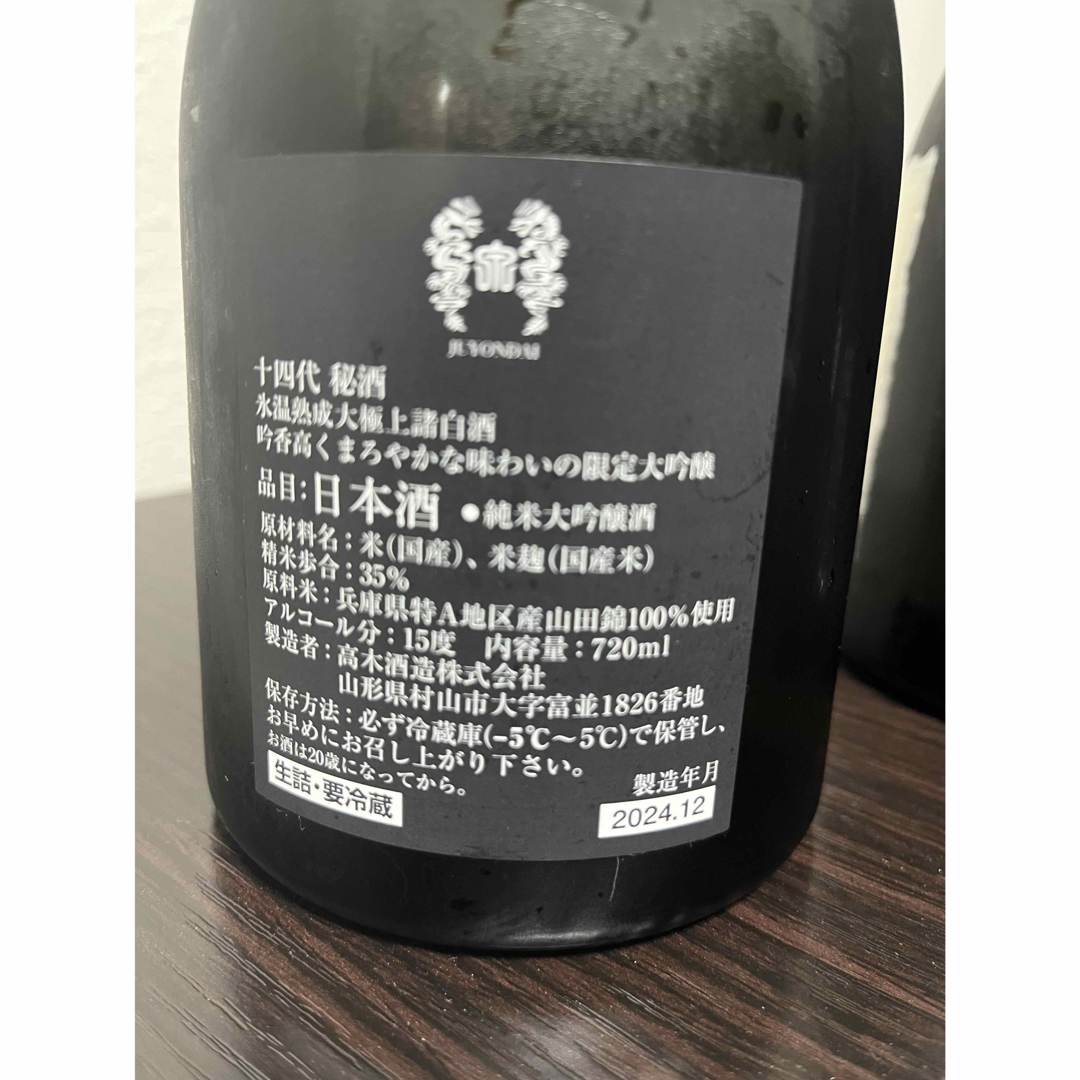 JUYONDAI
十四代 秘酒
氷温熟成大極上諸白酒
吟香高くまろやかな味わいの限定大吟醸
品目:日本酒 ●純米大吟醸酒
原材料名:米(国産)、米麹(国産米)
精米歩合:35%
原料米:兵庫県特A地区産山田錦100%使用
アルコール分:15度 内容量:720ml
製造者:高木酒造株式会社
山形県村山市大字富並1826番地
保存方法:必ず冷蔵庫(-5℃~5℃)で保管し、
お早めにお召し上がり下さい。
お酒は20歳になってから。
製造年月
生詰・要冷蔵
2024.12